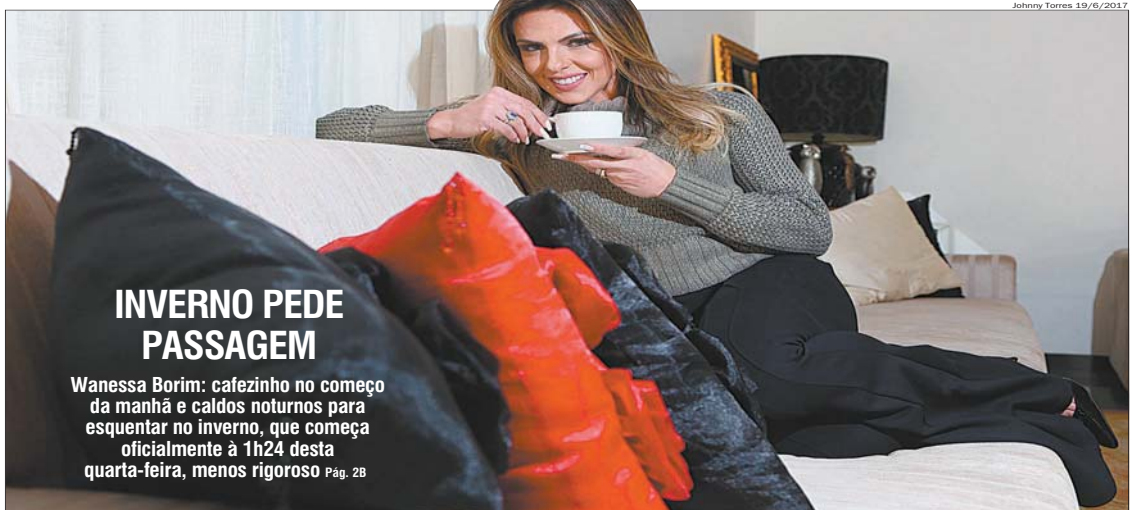 Johnny Torres 19/6/2017
INVERNO PEDE
PASSAGEM
Wanessa Borim: cafezinho no começo
da manhã e caldos noturnos para
esquentar no inverno, que começa
oficialmente à 1h24 desta
quarta-feira, menos rigoroso Pág. 2B